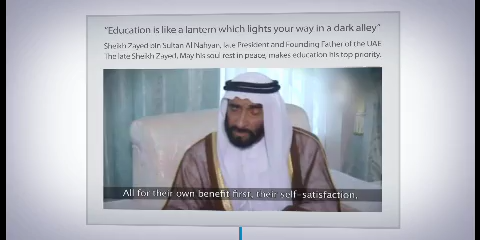 "Education is like a lantern which lights your way in a dark alley"
Sheikh Zayed bin Sultan Al Nahyan, late President and Founding Father of the UAE
The late Sheikh Zayed, May his soul rest in peace, makes education his top priority.
All for their own benefit first, their self-satisfaction,